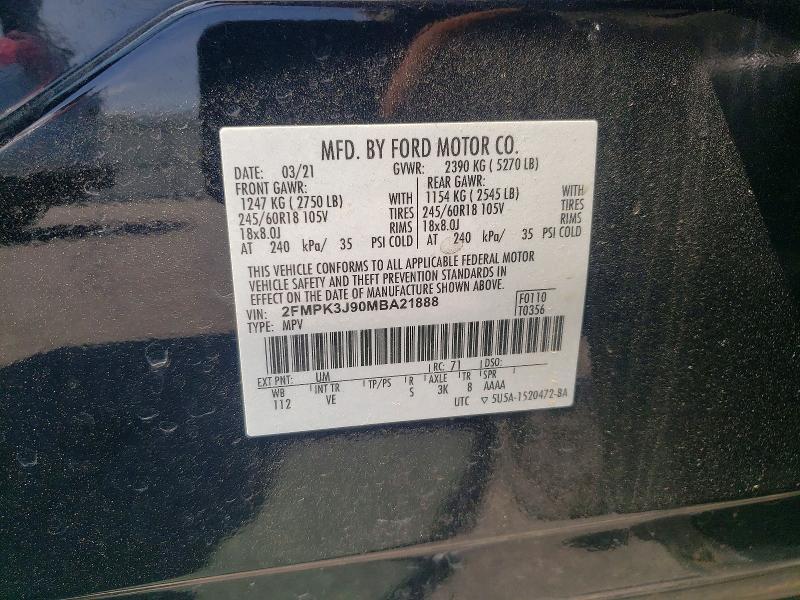 MFD. BY FORD MOTOR CO.
DATE: 03/21 GVWR: 2390 KG ( 5270 LB)
FRONT GAWR: REAR GAWR:
1247 KG ( 2750 LB) WITH 1154 KG ( 2545 LB) WITH
245/60R18 105V TIRES 245/60R18 105V TIRES
18x8.0J RIMS 18x8.0J RIMS
AT 240 kPa/ 35 PSI COLD AT 240 kPa/ 35 PSI COLD
THIS VEHICLE CONFORMS TO ALL APPLICABLE FEDERAL MOTOR
VEHICLE SAFETY AND THEFT PREVENTION STANDARDS IN
EFFECT ON THE DATE OF MANUFACTURE SHOWN ABOVE.
VIN: 2FMPK3J90MBA21888 F0110
TYPE: MPV T0356
EXT PNT: UM RC: 71 DSO:
WB INT TR TP/PS R AXLE TR SPR
112 VE S 3K 8 AAAA
UTC ▽ 5U5A-1520472-BA